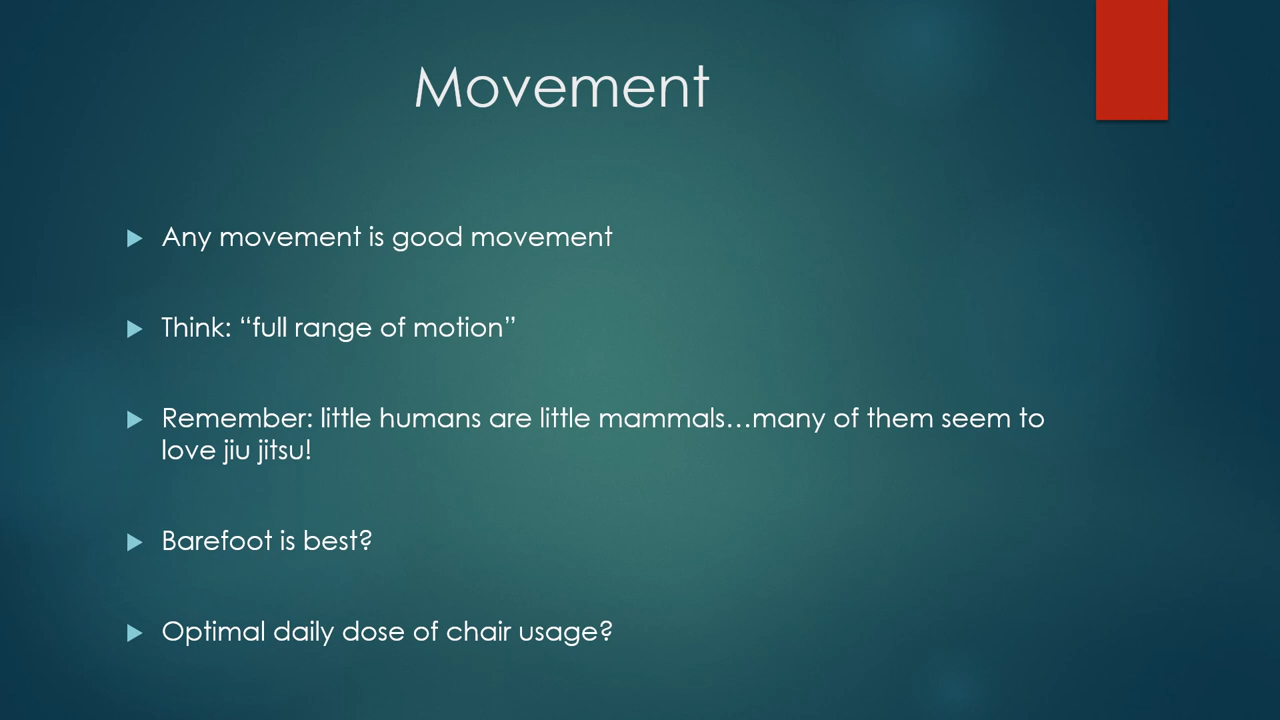 Movement
Any movement is good movement
Think: “full range of motion”
Remember: little humans are little mammals…many of them seem to
love jiu jitsu!
Barefoot is best?
Optimal daily dose of chair usage?